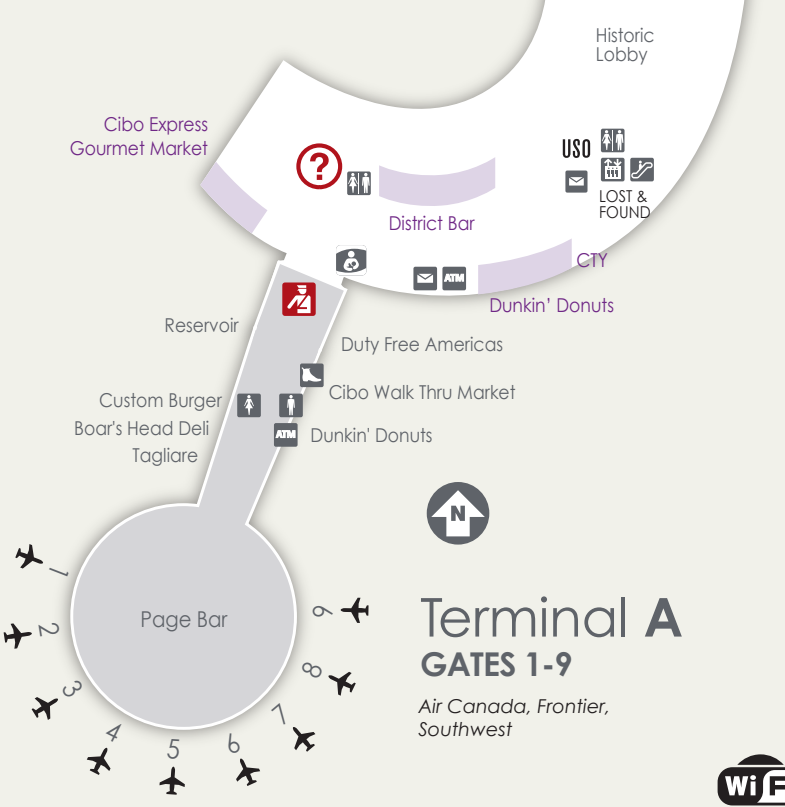 Historic
Lobby
Cibo Express
Gourmet Market
?
USO
LOST &
FOUND
District Bar
CTY
ATM
Dunkin’ Donuts
Reservoir
Duty Free Americas
Cibo Walk Thru Market
Custom Burger
Boar's Head Deli
Tagliare
ATM
Dunkin' Donuts
N
Page Bar
1
2
3
4
5
6
7
8
9
Terminal A
GATES 1-9
Air Canada, Frontier,
Southwest
Wi F